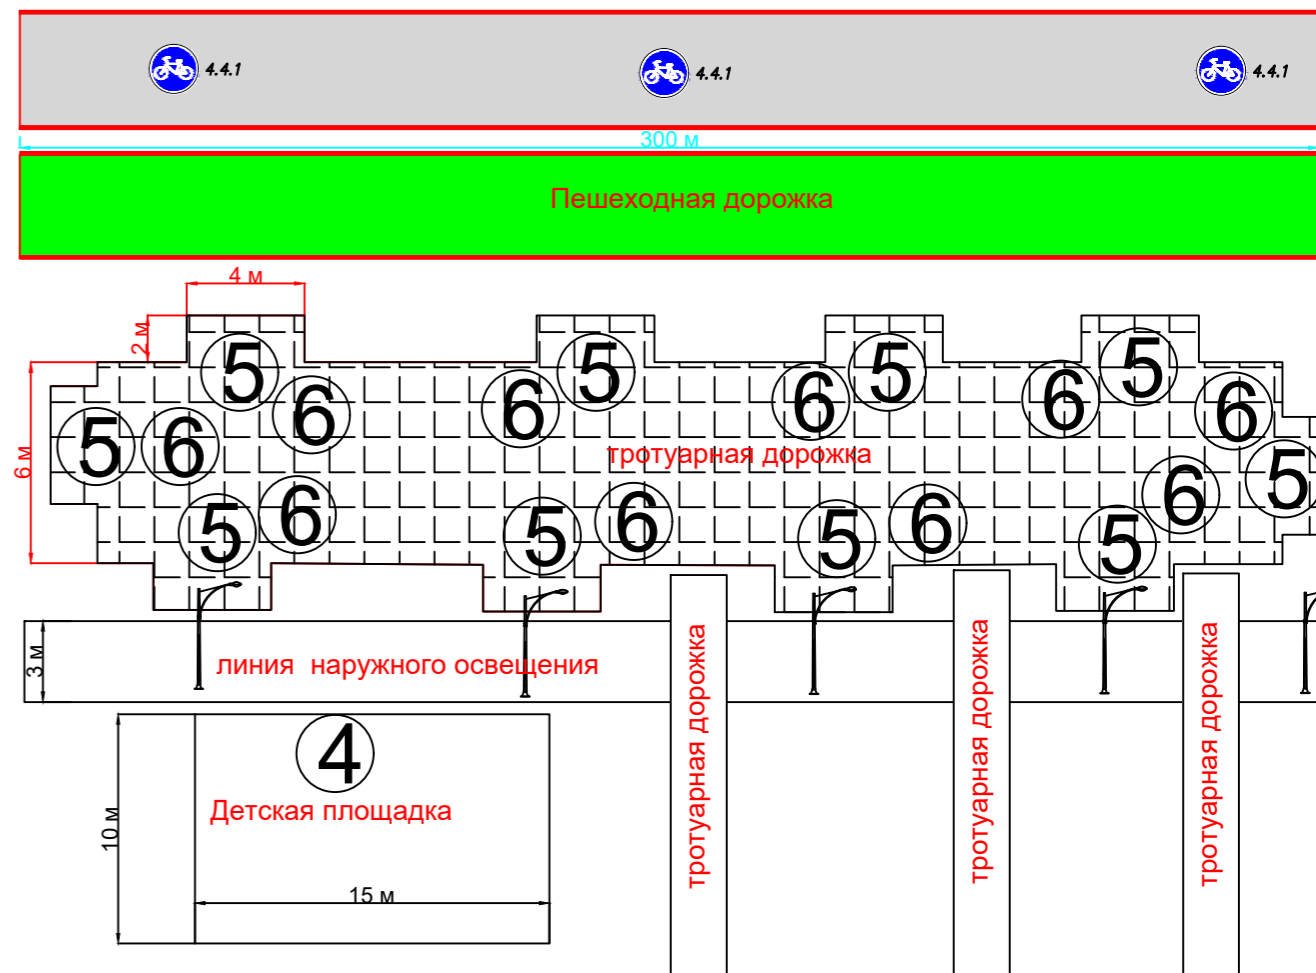 4.4.1
4.4.1
4.4.1
300 м
Пешеходная дорожка
4 м
2 м
5
5
5
5
6
6
6
6
6
5
6
6 м
тротуарная дорожка
5
5
6
5
6
5
6
5
6
3 м
линия наружного освещения
тротуарная дорожка
тротуарная дорожка
тротуарная дорожка
4
Детская площадка
10 м
15 м